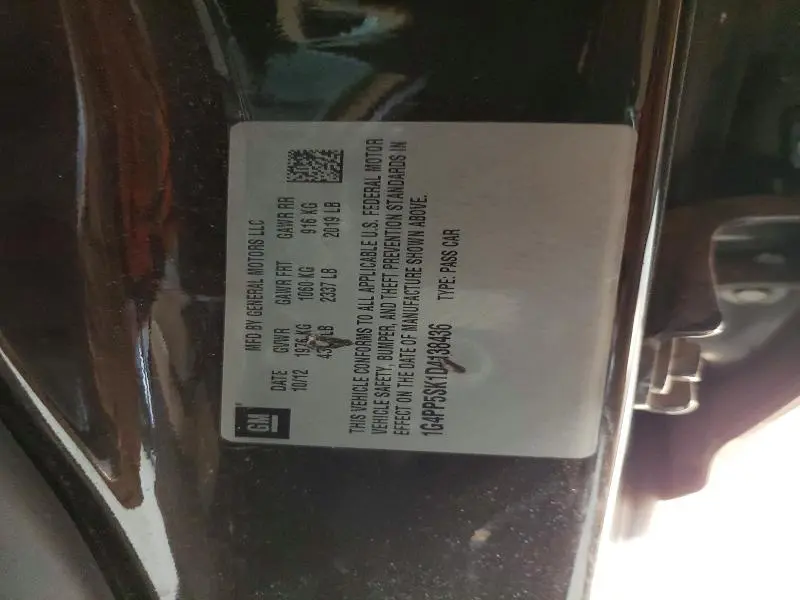 GM
MFD BY GENERAL MOTORS LLC
DATE GVWR GAWR FRT GAWR RR
10/12 1976 KG 1060 KG 916 KG
LB 2337 LB 2019 LB
THIS VEHICLE CONFORMS TO ALL APPLICABLE U.S. FEDERAL MOTOR
VEHICLE SAFETY, BUMPER, AND THEFT PREVENTION STANDARDS IN
EFFECT ON THE DATE OF MANUFACTURE SHOWN ABOVE.
1G4PP5SK1D4138436 TYPE: PASS CAR